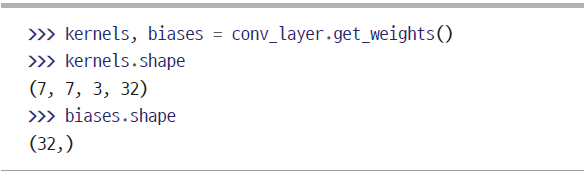 >>> kernels, biases = conv_layer.get_weights()
>>> kernels.shape
(7, 7, 3, 32)
>>> biases.shape
(32,)